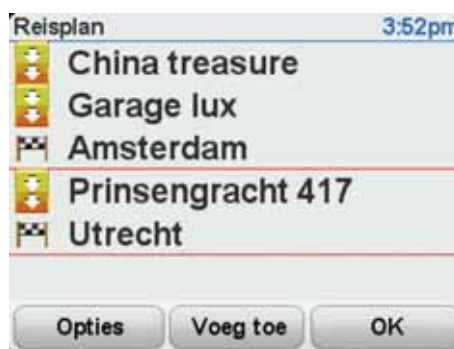 Reisplan 3:52pm
China treasure
Garage lux
Amsterdam
Prinsengracht 417
Utrecht
Opties Voeg toe OK